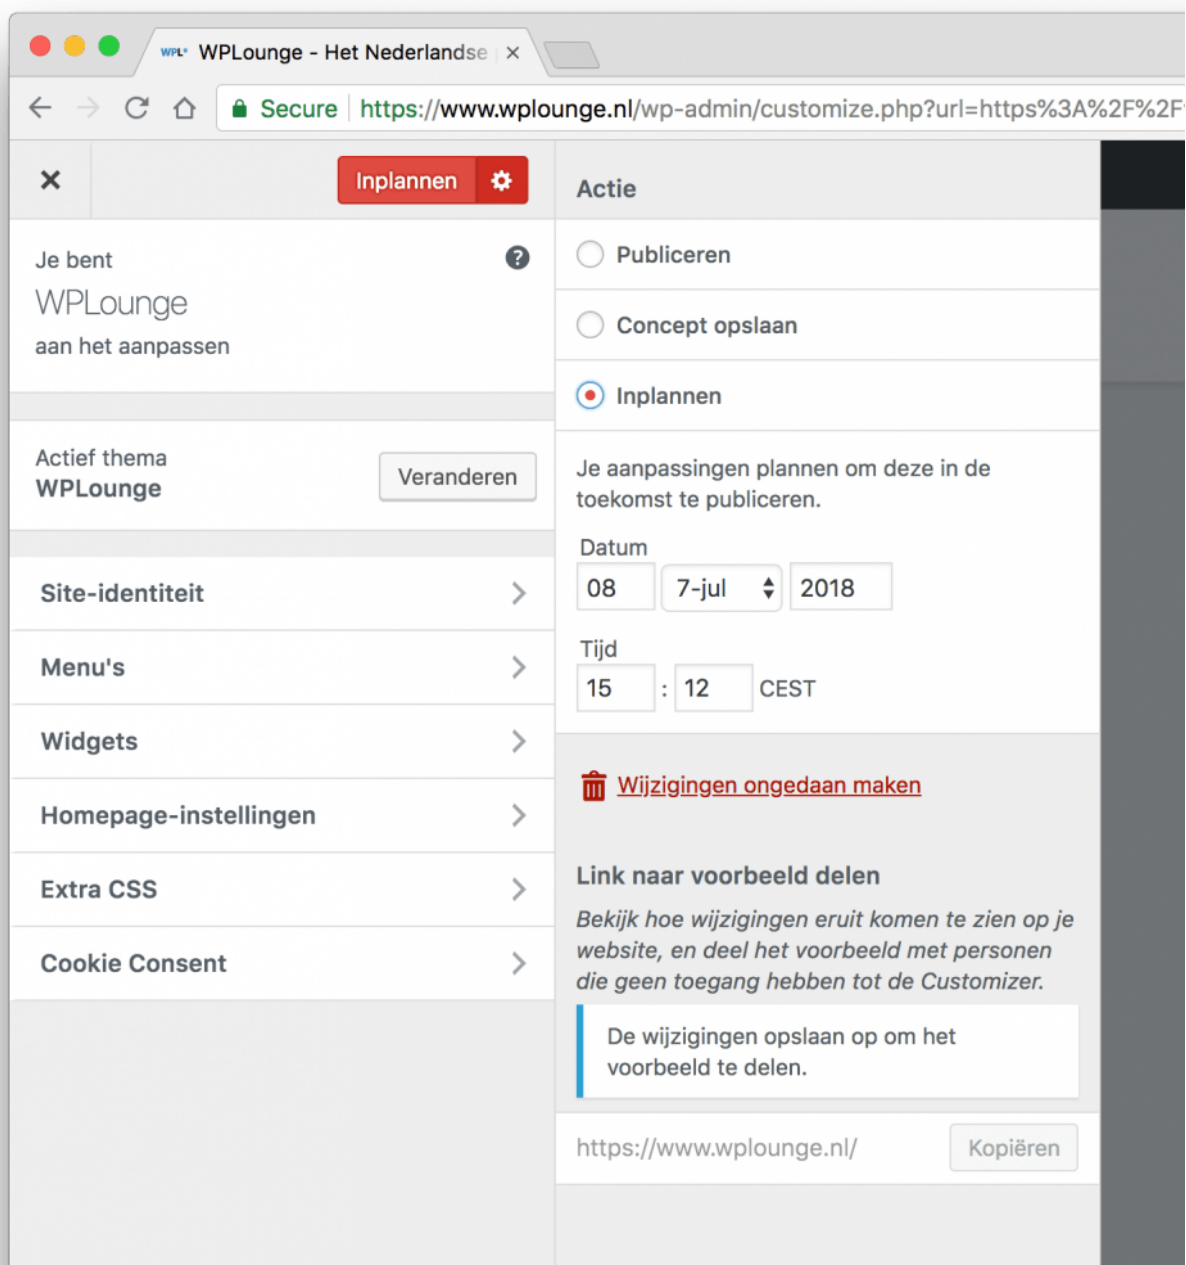 WPL* WPLounge - Het Nederlandse
Secure https://www.wplounge.nl/wp-admin/customize.php?url=https%3A%2F%2F
Inplannen
Je bent
WPLounge
aan het aanpassen
Actief thema
WPLounge
Veranderen
Site-identiteit
Menu's
Widgets
Homepage-instellingen
Extra CSS
Cookie Consent
Actie
Publiceren
Concept opslaan
Inplannen
Je aanpassingen plannen om deze in de
toekomst te publiceren.
Datum
08 7-jul 2018
Tijd
15 : 12 CEST
Wijzigingen ongedaan maken
Link naar voorbeeld delen
Bekijk hoe wijzigingen eruit komen te zien op je
website, en deel het voorbeeld met personen
die geen toegang hebben tot de Customizer.
De wijzigingen opslaan op om het
voorbeeld te delen.
https://www.wplounge.nl/ Kopiëren